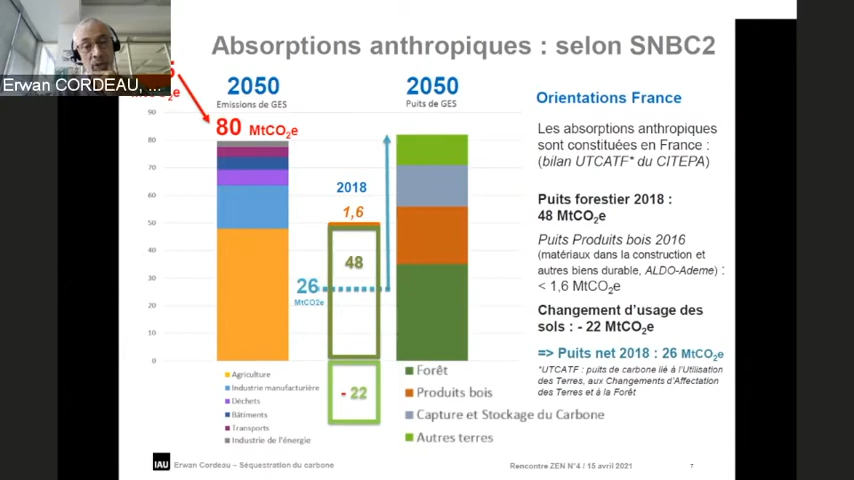 Absorptions anthropiques : selon SNBC2
Erwan CORDEAU, ...
2050
Emissions de GES
80 MtCO2e
2050
Puits de GES
90
80
70
60
50
40
30
20
10
0
2018
1,6
48
26
MtCO2e
- 22
Agriculture
Industrie manufacturière
Déchets
Bâtiments
Transports
Industrie de l'énergie
Forêt
Produits bois
Capture et Stockage du Carbone
Autres terres
Orientations France
Les absorptions anthropiques
sont constituées en France :
(bilan UTCATF* du CITEPA)
Puits forestier 2018 :
48 MtCO2e
Puits Produits bois 2016
(matériaux dans la construction et
autres biens durable, ALDO-Ademe) :
< 1,6 MtCO2e
Changement d'usage des
sols : - 22 MtCO2e
=> Puits net 2018 : 26 MtCO2e
*UTCATF : puits de carbone lié à l'Utilisation
des Terres, aux Changements d'Affectation
des Terres et à la Forêt
IAU
Erwan Cordeau – Séquestration du carbone
Rencontre ZEN N°4 / 15 avril 2021
7